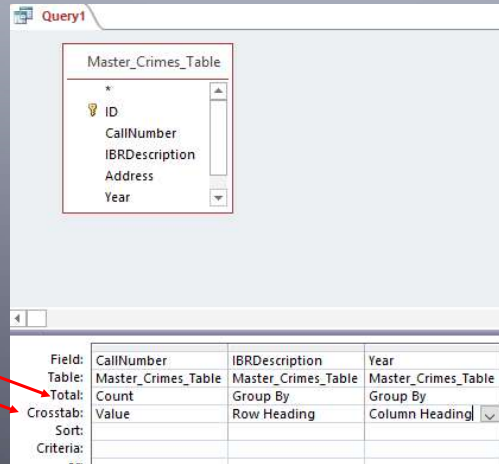 Query1
Master_Crimes_Table
*
ID
CallNumber
IBRDescription
Address
Year
Field: CallNumber IBRDescription Year
Table: Master_Crimes_Table Master_Crimes_Table Master_Crimes_Table
Total: Count Group By Group By
Crosstab: Value Row Heading Column Heading
Sort:
Criteria:
or: